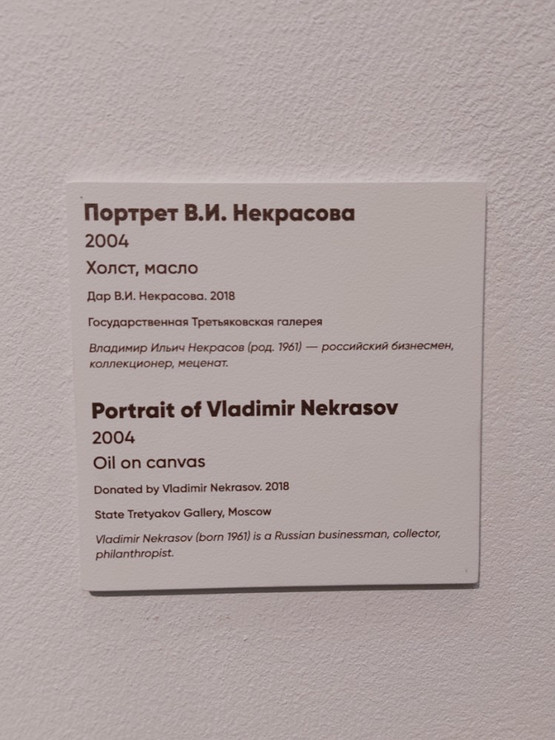 Портрет В.И. Некрасова
2004
Холст, масло
Дар В.И. Некрасова. 2018
Государственная Третьяковская галерея
Владимир Ильич Некрасов (род. 1961) — российский бизнесмен,
коллекционер, меценат.
Portrait of Vladimir Nekrasov
2004
Oil on canvas
Donated by Vladimir Nekrasov. 2018
State Tretyakov Gallery, Moscow
Vladimir Nekrasov (born 1961) is a Russian businessman, collector,
philanthropist.